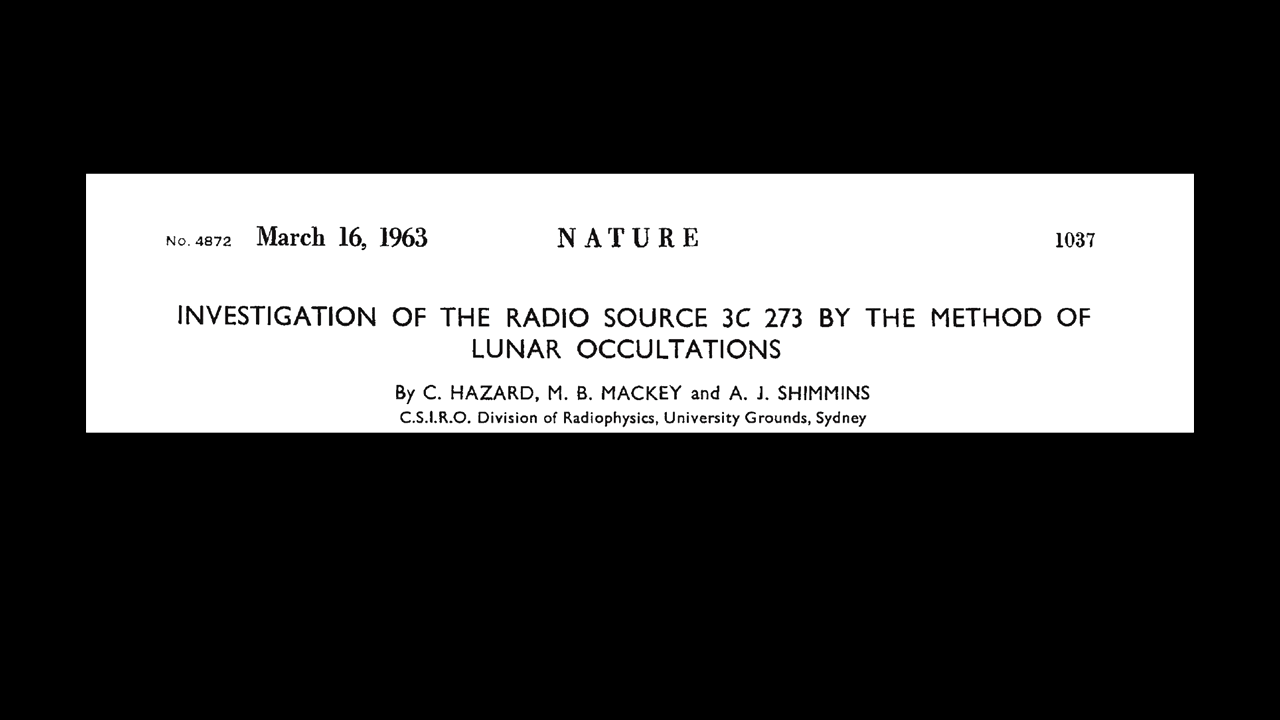 No. 4872 March 16, 1963 NATURE 1037
INVESTIGATION OF THE RADIO SOURCE 3C 273 BY THE METHOD OF
LUNAR OCCULTATIONS
By C. HAZARD, M. B. MACKEY and A. J. SHIMMINS
C.S.I.R.O. Division of Radiophysics, University Grounds, Sydney